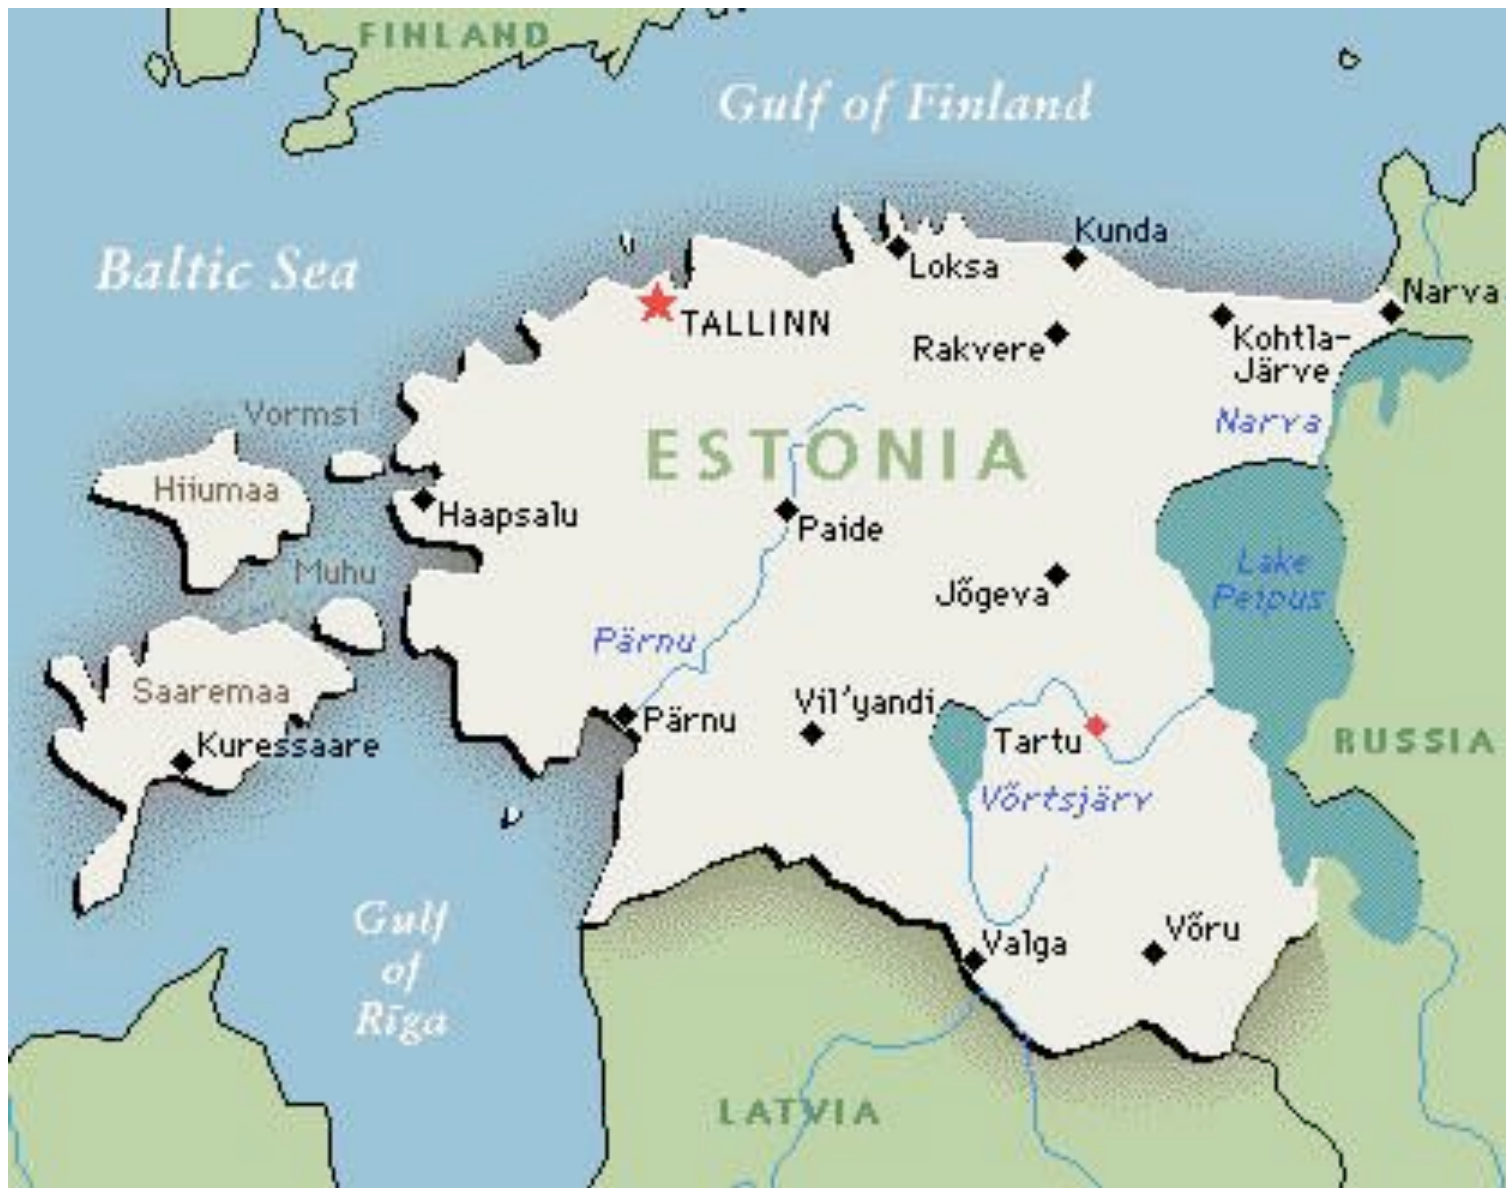 FINLAND
Gulf of Finland
Baltic Sea
Kunda
Loksa
Narva
TALLINN
Rakvere
Kohtla-
Järve
Narva
Vormsi
ESTONIA
Hiiumaa
Haapsalu
Paide
Muhu
Lake
Peipus
Jõgeva
Pärnu
Saaremaa
Vil'yandi
Pärnu
Kuressaare
Tartu
RUSSIA
Võrtsjärv
Gulf
of
Rīga
Valga
Võru
LATVIA